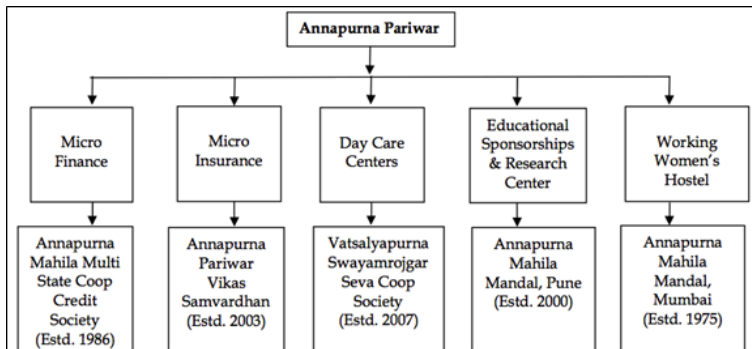 Annapurna Pariwar
Micro
Finance
Micro
Insurance
Day Care
Centers
Educational
Sponsorships
& Research
Center
Working
Women's
Hostel
Annapurna
Mahila Multi
State Coop
Credit
Society
(Estd. 1986)
Annapurna
Pariwar
Vikas
Samvardhan
(Estd. 2003)
Vatsalyapurna
Swayamrojgar
Seva Coop
Society
(Estd. 2007)
Annapurna
Mahila
Mandal, Pune
(Estd. 2000)
Annapurna
Mahila
Mandal,
Mumbai
(Estd. 1975)